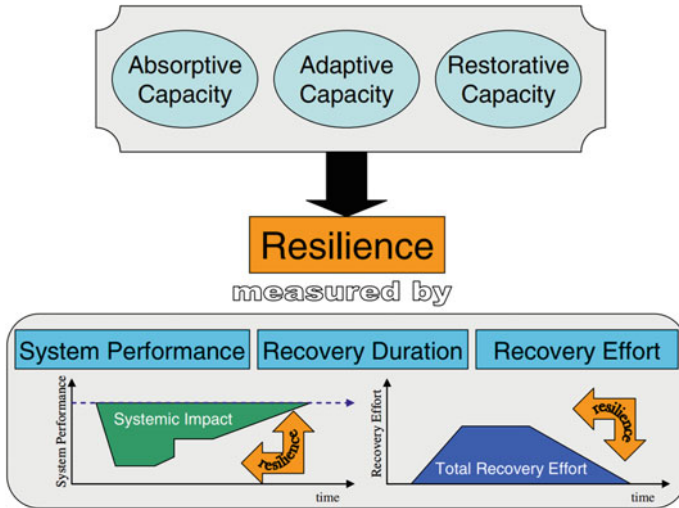 Absorptive
Capacity
Adaptive
Capacity
Restorative
Capacity
Resilience
measured by
System Performance
Recovery Duration
Recovery Effort
System Performance
Systemic Impact
resilience
time
Recovery Effort
resilience
Total Recovery Effort
time